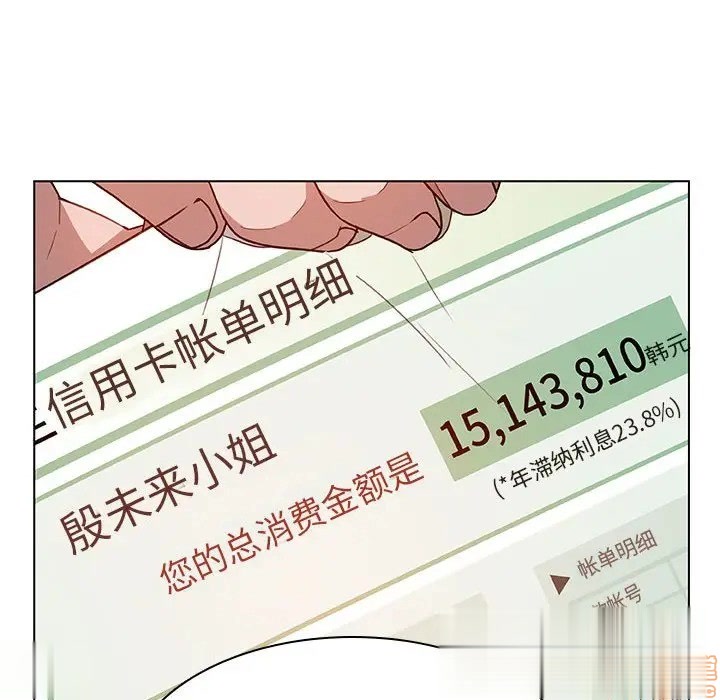 信用卡帐单明细
15,143,810韩元
(*年滞纳利息23.8%)
殷未来小姐
您的总消费金额是
▶帐单明细
帐号